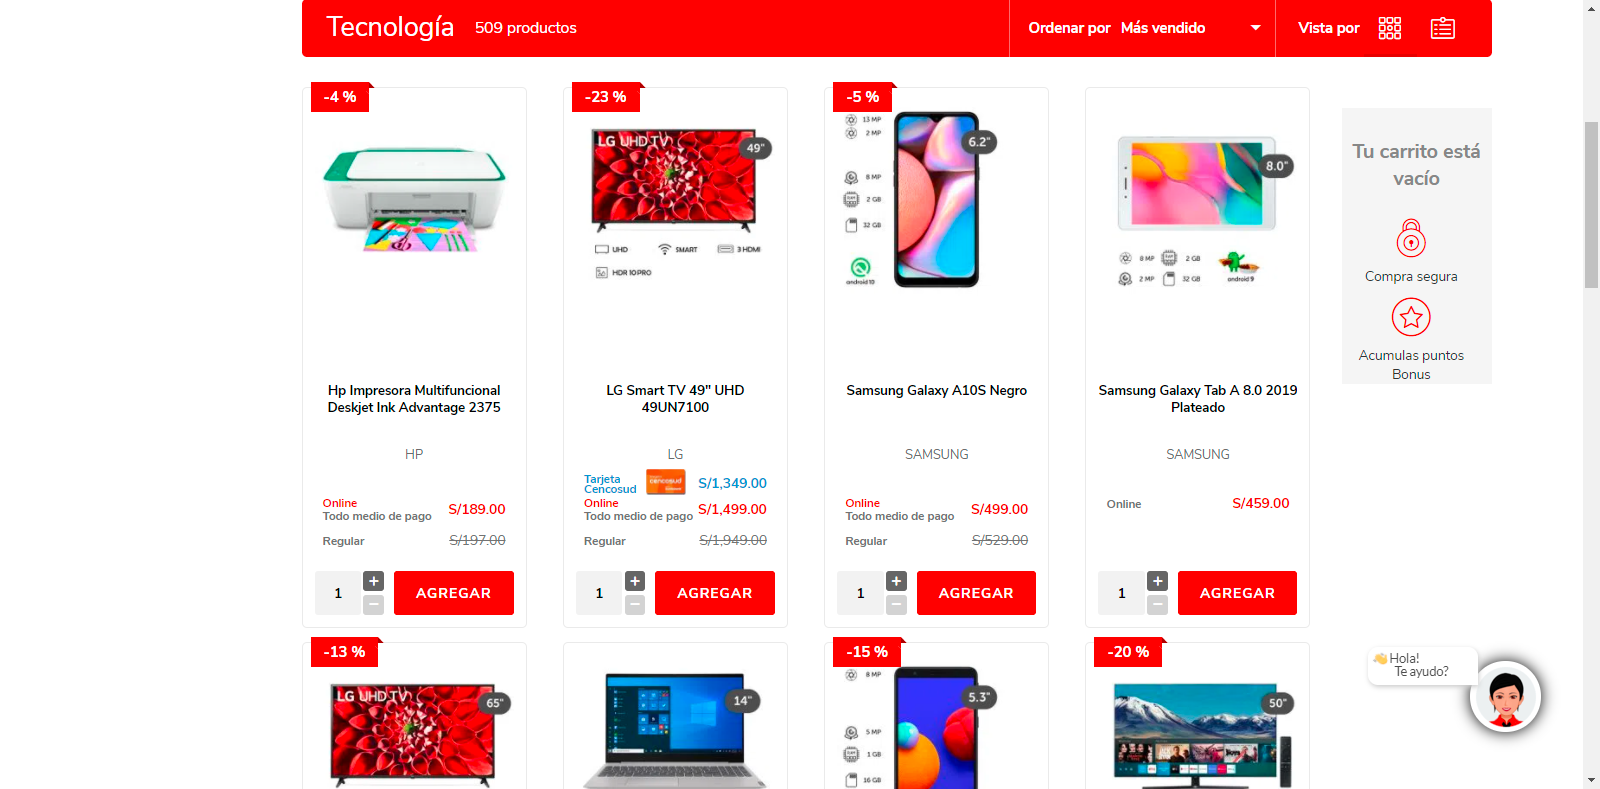 Tecnología 509 productos Ordenar por Más vendido Vista por
-4 %
Hp Impresora Multifuncional
Deskjet Ink Advantage 2375
HP
Online
Todo medio de pago S/189.00
Regular S/197.00
1 + − AGREGAR
-23 %
LG UHD TV
49"
UHD SMART 3 HDMI
HDR 10 PRO
LG Smart TV 49" UHD
49UN7100
LG
Tarjeta
Cencosud cencosud S/1,349.00
Online
Todo medio de pago S/1,499.00
Regular S/1,949.00
1 + − AGREGAR
-5 %
13 MP
2 MP
6.2"
8 MP
2 GB
32 GB
android 10
Samsung Galaxy A10S Negro
SAMSUNG
Online
Todo medio de pago S/499.00
Regular S/529.00
1 + − AGREGAR
8.0"
8 MP 2 GB
2 MP 32 GB
android 9
Samsung Galaxy Tab A 8.0 2019
Plateado
SAMSUNG
Online S/459.00
1 + − AGREGAR
Tu carrito está
vacío
Compra segura
Acumulas puntos
Bonus
-13 %
LG UHD TV
65"
14"
-15 %
8 MP
5.3"
5 MP
1 GB
16 GB
-20 %
50"
Hola!
Te ayudo?